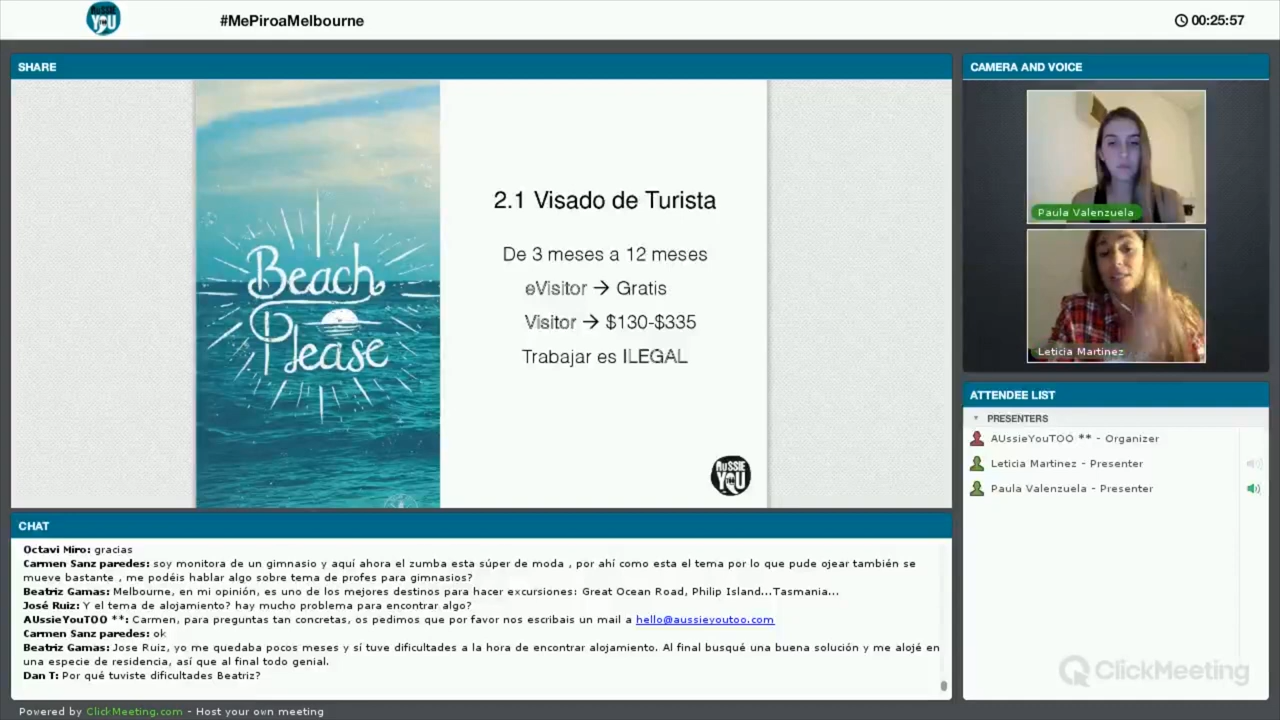 AUSSIE
YOU
#MePiroaMelbourne
00:25:57
SHARE
Beach
Please
2.1 Visado de Turista
De 3 meses a 12 meses
eVisitor → Gratis
Visitor → $130-$335
Trabajar es ILEGAL
AUSSIE
YOU
CAMERA AND VOICE
Paula Valenzuela
Leticia Martinez
ATTENDEE LIST
PRESENTERS
AUssieYouTOO ** - Organizer
Leticia Martinez - Presenter
Paula Valenzuela - Presenter
CHAT
Octavi Miro: gracias
Carmen Sanz paredes: soy monitora de un gimnasio y aquí ahora el zumba esta súper de moda , por ahí como esta el tema por lo que pude ojear también se
mueve bastante , me podéis hablar algo sobre tema de profes para gimnasios?
Beatriz Gamas: Melbourne, en mi opinión, es uno de los mejores destinos para hacer excursiones: Great Ocean Road, Philip Island...Tasmania...
José Ruiz: Y el tema de alojamiento? hay mucho problema para encontrar algo?
AUssieYouTOO **: Carmen, para preguntas tan concretas, os pedimos que por favor nos escribais un mail a hello@aussieyoutoo.com
Carmen Sanz paredes: ok
Beatriz Gamas: Jose Ruiz, yo me quedaba pocos meses y sí tuve dificultades a la hora de encontrar alojamiento. Al final busqué una buena solución y me alojé en
una especie de residencia, así que al final todo genial.
Dan T: Por qué tuviste dificultades Beatriz?
ClickMeeting
Powered by ClickMeeting.com - Host your own meeting